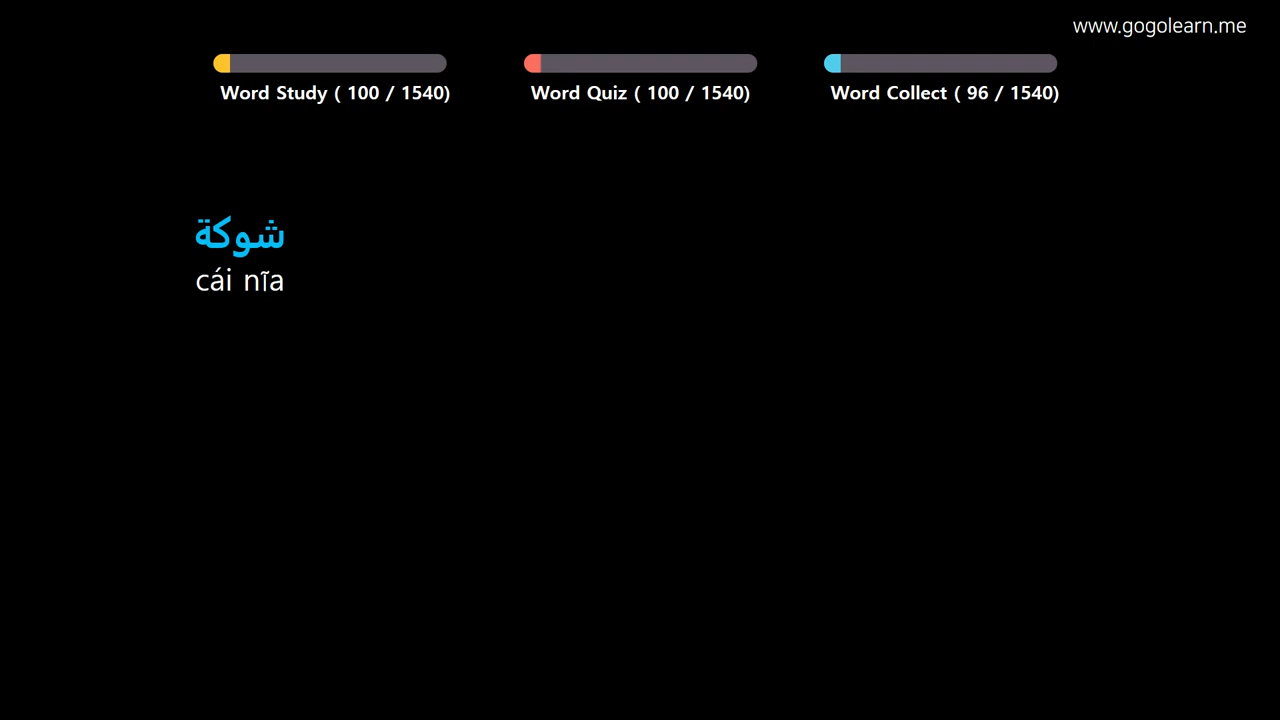 www.gogolearn.me
Word Study ( 100 / 1540)
Word Quiz ( 100 / 1540)
Word Collect ( 96 / 1540)
شوكة
cái nĩa